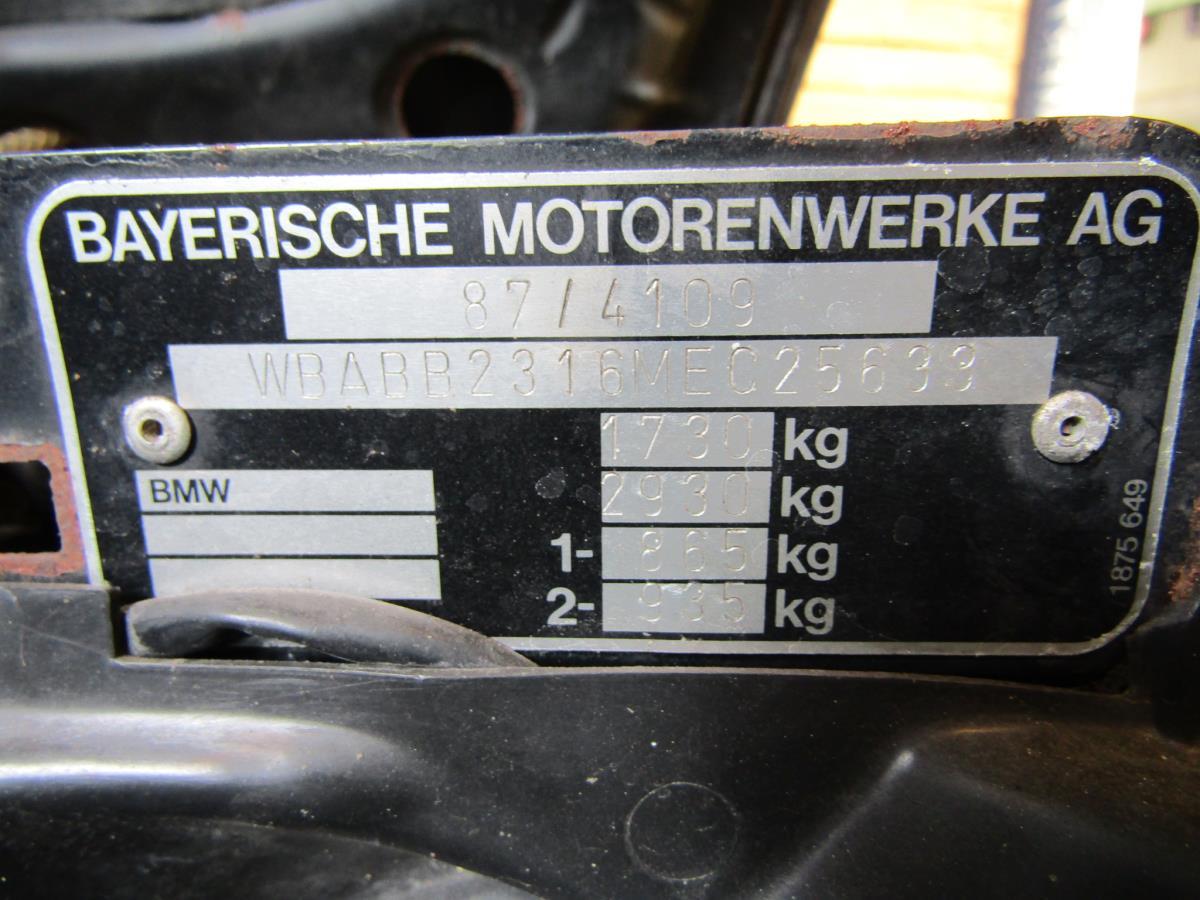 BAYERISCHE MOTORENWERKE AG
87/4109
WBABB2316MEC25633
1730 kg
BMW
2930 kg
1- 865 kg
2- 935 kg
1875 649